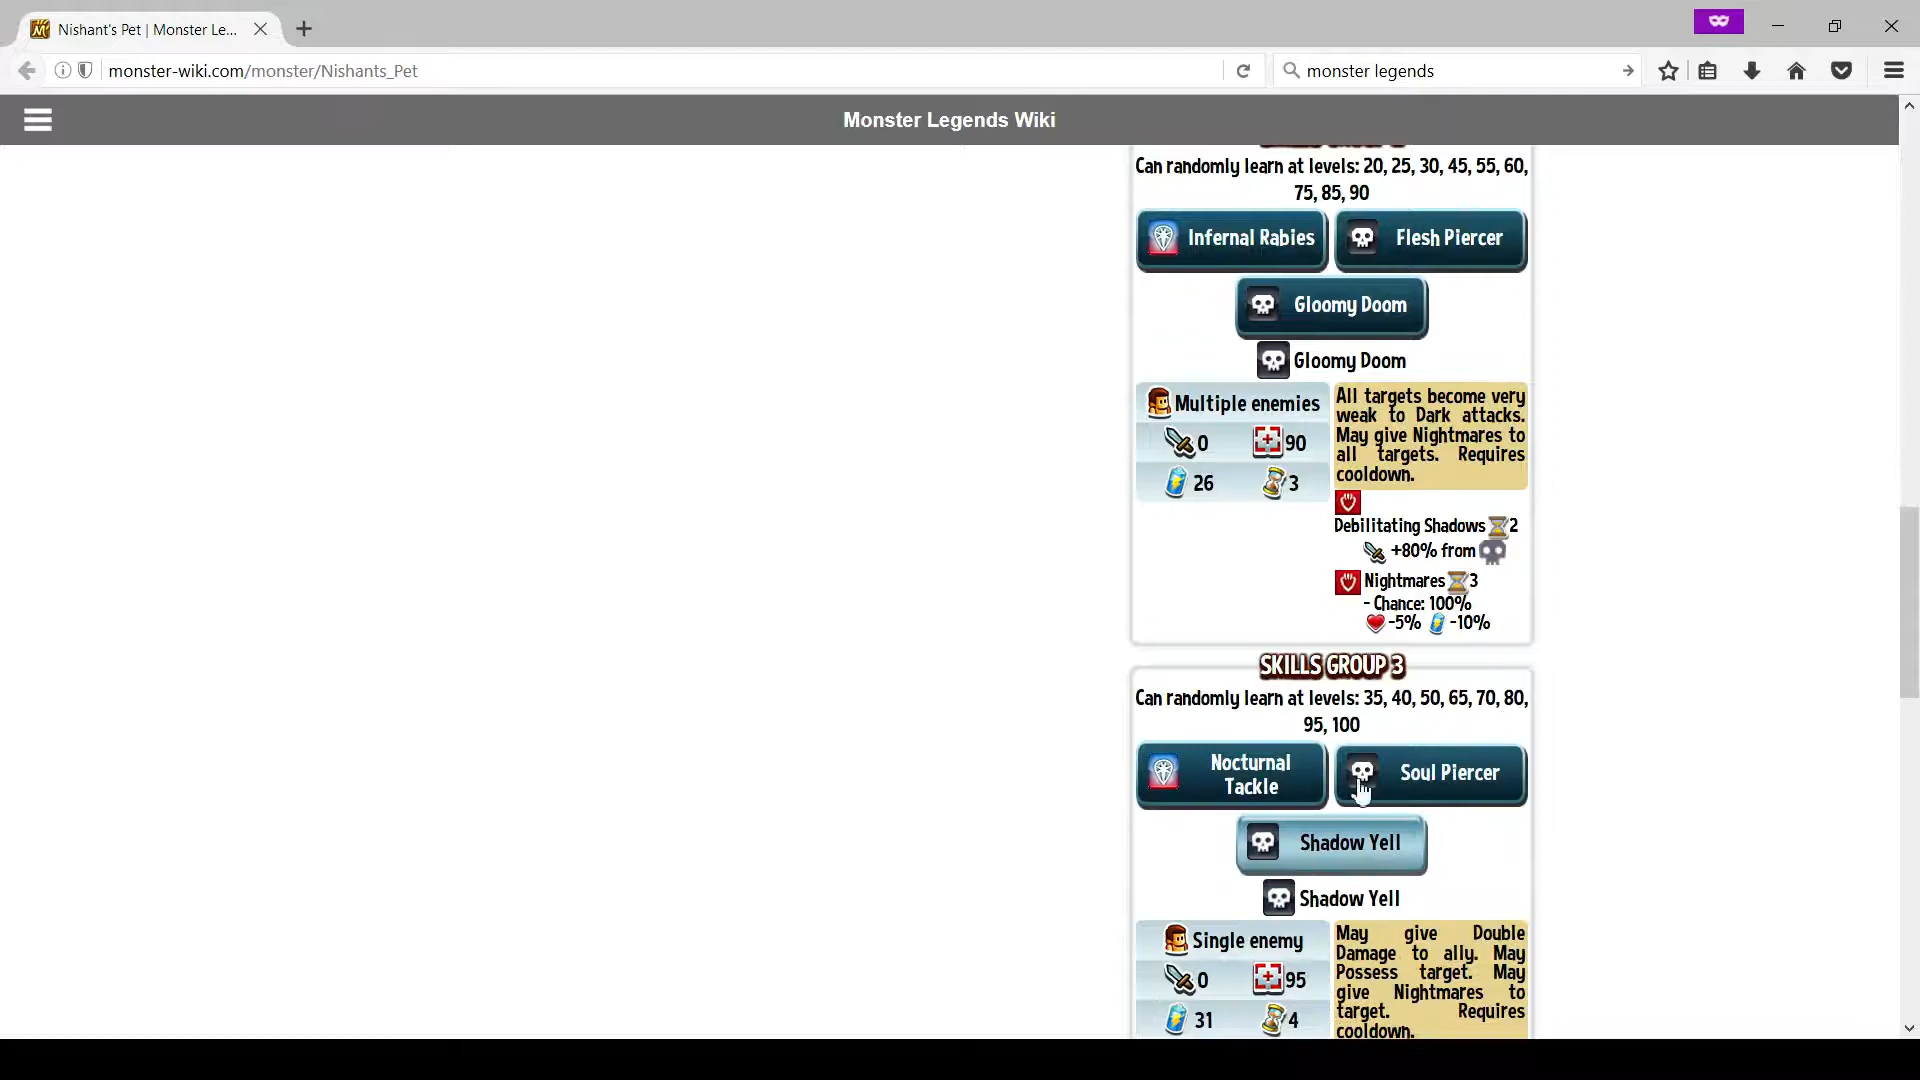 Nishant's Pet | Monster Le...
monster-wiki.com/monster/Nishants_Pet
monster legends
Monster Legends Wiki
Can randomly learn at levels: 20, 25, 30, 45, 55, 60,
75, 85, 90
Infernal Rabies
Flesh Piercer
Gloomy Doom
Gloomy Doom
Multiple enemies
0 90
26 3
All targets become very
weak to Dark attacks.
May give Nightmares to
all targets. Requires
cooldown.
Debilitating Shadows 2
+80% from
Nightmares 3
- Chance: 100%
-5% -10%
SKILLS GROUP 3
Can randomly learn at levels: 35, 40, 50, 65, 70, 80,
95, 100
Nocturnal
Tackle
Soul Piercer
Shadow Yell
Shadow Yell
Single enemy
0 95
31 4
May give Double
Damage to ally. May
Possess target. May
give Nightmares to
target. Requires
cooldown.